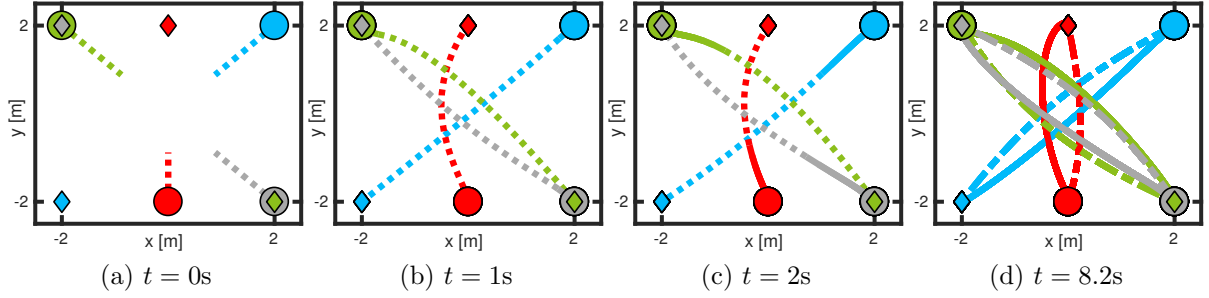 2
-2
y [m]
-2
2
x [m]
(a) t = 0s
2
-2
y [m]
-2
2
x [m]
(b) t = 1s
2
-2
y [m]
-2
2
x [m]
(c) t = 2s
2
-2
y [m]
-2
2
x [m]
(d) t = 8.2s